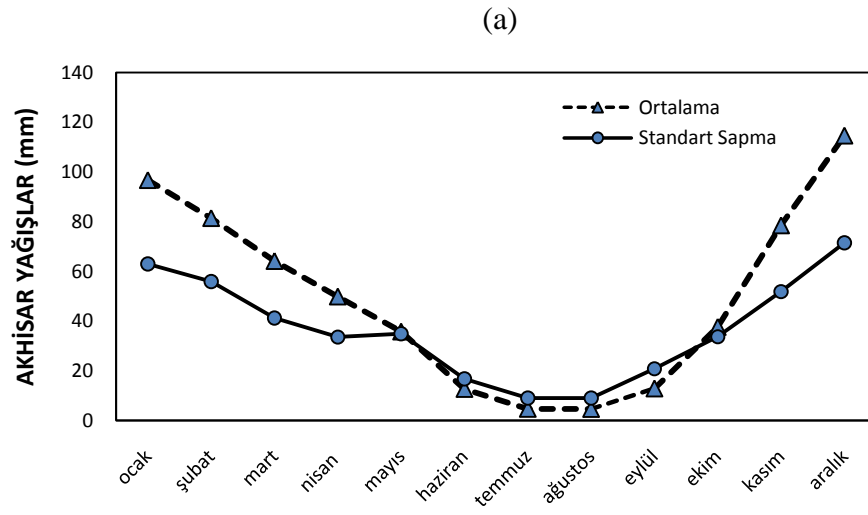 (a)
140
120
100
80
60
40
20
0
AKHİSAR YAĞIŞLAR (mm)
Ortalama
Standart Sapma
ocak
şubat
mart
nisan
mayıs
haziran
temmuz
ağustos
eylül
ekim
kasım
aralık